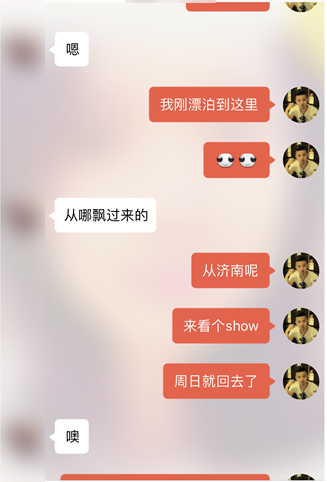 嗯
我刚漂泊到这里
从哪飘过来的
从济南呢
来看个show
周日就回去了
噢